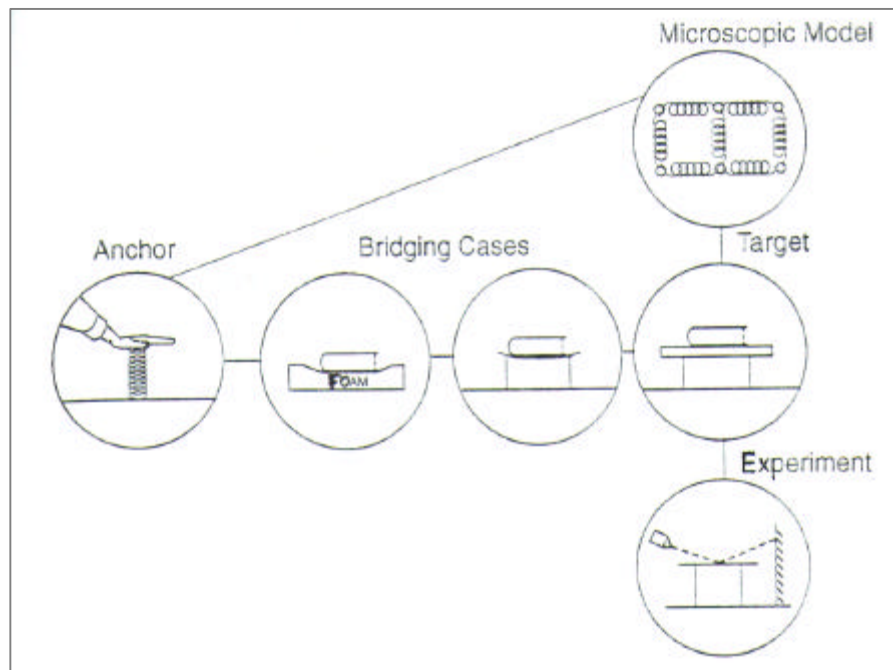 Microscopic Model
Anchor
Bridging Cases
Target
FOAM
Experiment